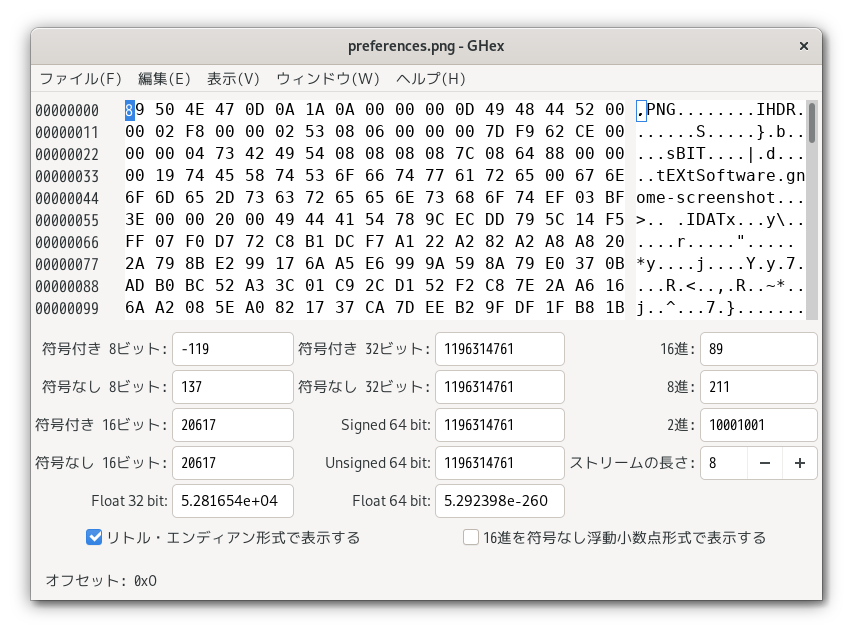 preferences.png - GHex
ファイル(F) 編集(E) 表示(V) ウィンドウ(W) ヘルプ(H)
00000000 89 50 4E 47 0D 0A 1A 0A 00 00 00 0D 49 48 44 52 00 .PNG........IHDR.
00000011 00 02 F8 00 00 02 53 08 06 00 00 00 7D F9 62 CE 00 ......S.....}.b..
00000022 00 00 04 73 42 49 54 08 08 08 08 7C 08 64 88 00 00 ...sBIT....|.d...
00000033 00 19 74 45 58 74 53 6F 66 74 77 61 72 65 00 67 6E ..tEXtSoftware.gn
00000044 6F 6D 65 2D 73 63 72 65 65 6E 73 68 6F 74 EF 03 BF ome-screenshot...
00000055 3E 00 00 20 00 49 44 41 54 78 9C EC DD 79 5C 14 F5 >.. .IDATx...y\..
00000066 FF 07 F0 D7 72 C8 B1 DC F7 A1 22 A2 82 A2 A8 A8 20 ....r.....".....
00000077 2A 79 8B E2 99 17 6A A5 E6 99 9A 59 8A 79 E0 37 0B *y....j....Y.y.7.
00000088 AD B0 BC 52 A3 3C 01 C9 2C D1 52 F2 C8 7E 2A A6 16 ...R.<..,.R..~*..
00000099 6A A2 08 5E A0 82 17 37 CA 7D EE B2 9F DF 1F B8 1B j..^...7.}.......
符号付き 8ビット: -119 符号付き 32ビット: 1196314761 16進: 89
符号なし 8ビット: 137 符号なし 32ビット: 1196314761 8進: 211
符号付き 16ビット: 20617 Signed 64 bit: 1196314761 2進: 10001001
符号なし 16ビット: 20617 Unsigned 64 bit: 1196314761 ストリームの長さ: 8 − +
Float 32 bit: 5.281654e+04 Float 64 bit: 5.292398e-260
リトル・エンディアン形式で表示する 16進を符号なし浮動小数点形式で表示する
オフセット: 0x0